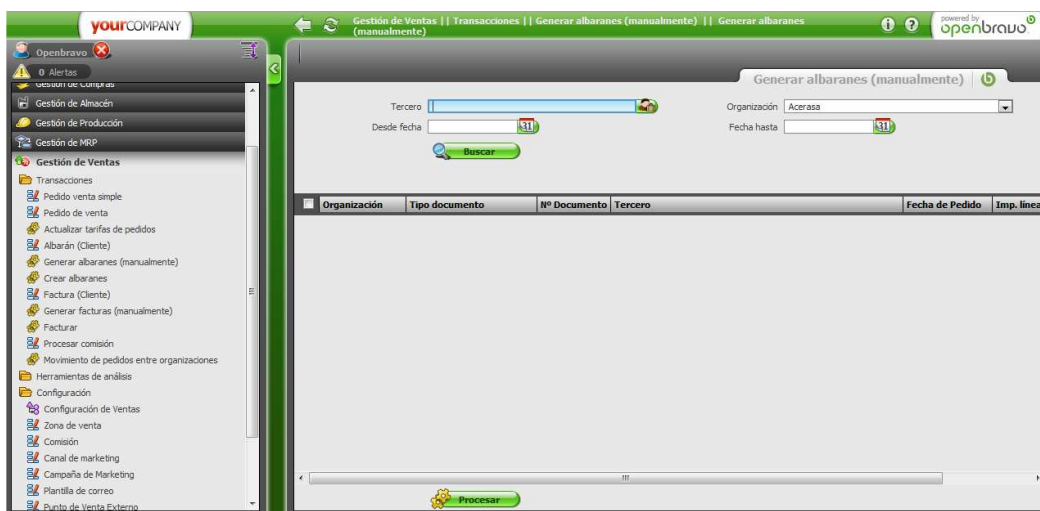 yourCOMPANY
Gestión de Ventas || Transacciones || Generar albaranes (manualmente) || Generar albaranes
(manualmente)
powered by
openbravo
Openbravo
0 Alertas
Gestión de Compras
Gestión de Almacén
Gestión de Producción
Gestión de MRP
Gestión de Ventas
Transacciones
Pedido venta simple
Pedido de venta
Actualizar tarifas de pedidos
Albarán (Cliente)
Generar albaranes (manualmente)
Crear albaranes
Factura (Cliente)
Generar facturas (manualmente)
Facturar
Procesar comisión
Movimiento de pedidos entre organizaciones
Herramientas de análisis
Configuración
Configuración de Ventas
Zona de venta
Comisión
Canal de marketing
Campaña de Marketing
Plantilla de correo
Punto de Venta Externo
Generar albaranes (manualmente)
Tercero
Organización Acerasa
Desde fecha 31
Fecha hasta 31
Buscar
Organización Tipo documento Nº Documento Tercero Fecha de Pedido Imp. línea
Procesar